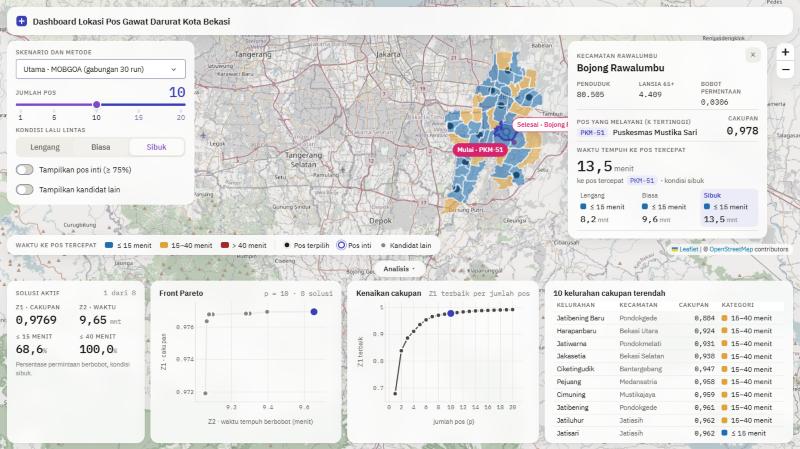 Dashboard Lokasi Pos Gawat Darurat Kota Bekasi
SKENARIO DAN METODE
Utama - MOBGOA (gabungan 30 run)
JUMLAH POS
10
1 5 10 15 20
KONDISI LALU LINTAS
Lengang Biasa Sibuk
Tampilkan pos inti (≥ 75%)
Tampilkan kandidat lain
WAKTU KE POS TERCEPAT
≤ 15 menit
15–40 menit
> 40 menit
Pos terpilih
Pos inti
Kandidat lain
Tangerang
Jakarta
Babelan
Legok
Tangerang Selatan
Gunung Sindur
Depok
Cileungsi
Setu
Klapanunggal
Tambun
Mulai · PKM-51
Selesai · Bojong R
KECAMATAN RAWALUMBU
×
Bojong Rawalumbu
PENDUDUK
80.505
LANSIA 65+
4.409
BOBOT PERMINTAAN
0,0306
POS YANG MELAYANI (K TERTINGGI)
CAKUPAN
PKM-51 Puskesmas Mustika Sari
0,978
WAKTU TEMPUH KE POS TERCEPAT
13,5 menit
ke pos tercepat PKM-51 · kondisi sibuk
Lengang
≤ 15 menit
8,2 mnt
Biasa
≤ 15 menit
9,6 mnt
Sibuk
≤ 15 menit
13,5 mnt
+
−
Leaflet | © OpenStreetMap contributors
Analisis
SOLUSI AKTIF
1 dari 8
Z1 · CAKUPAN
0,9769
Z2 · WAKTU
9,65 mnt
≤ 15 MENIT
68,6%
≤ 40 MENIT
100,0%
Persentase permintaan berbobot, kondisi sibuk.
Front Pareto
p = 10 · 8 solusi
Z1 · cakupan
0.976
0.974
0.972
9.2 9.4 9.6
Z2 · waktu tempuh berbobot (menit)
Kenaikan cakupan
Z1 terbaik per jumlah pos
Z1 terbaik
1
0.9
0.8
0.7
0 2 4 6 8 10 12 14 16 18 20
Jumlah pos (p)
10 kelurahan cakupan terendah
KELURAHAN KECAMATAN CAKUPAN KATEGORI
Jatibening Baru Pondokgede 0,884 15–40 menit
Harapanbaru Bekasi Utara 0,924 15–40 menit
Jatiwarna Pondokmelati 0,931 15–40 menit
Jakasetia Bekasi Selatan 0,938 15–40 menit
Ciketingudik Bantergebang 0,947 15–40 menit
Pejuang Medansatria 0,958 15–40 menit
Cimuning Mustikajaya 0,959 15–40 menit
Jatibening Pondokgede 0,961 15–40 menit
Jatiluhur Jatiasih 0,962 15–40 menit
Jatisari Jatiasih 0,962 ≤ 15 menit